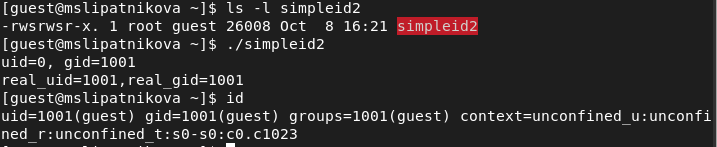 [guest@mslipatnikova ~]$ ls -l simpleid2
-rwsrwsr-x. 1 root guest 26008 Oct  8 16:21 simpleid2
[guest@mslipatnikova ~]$ ./simpleid2
uid=0, gid=1001
real_uid=1001,real_gid=1001
[guest@mslipatnikova ~]$ id
uid=1001(guest) gid=1001(guest) groups=1001(guest) context=unconfined_u:unconfi
ned_r:unconfined_t:s0-s0:c0.c1023